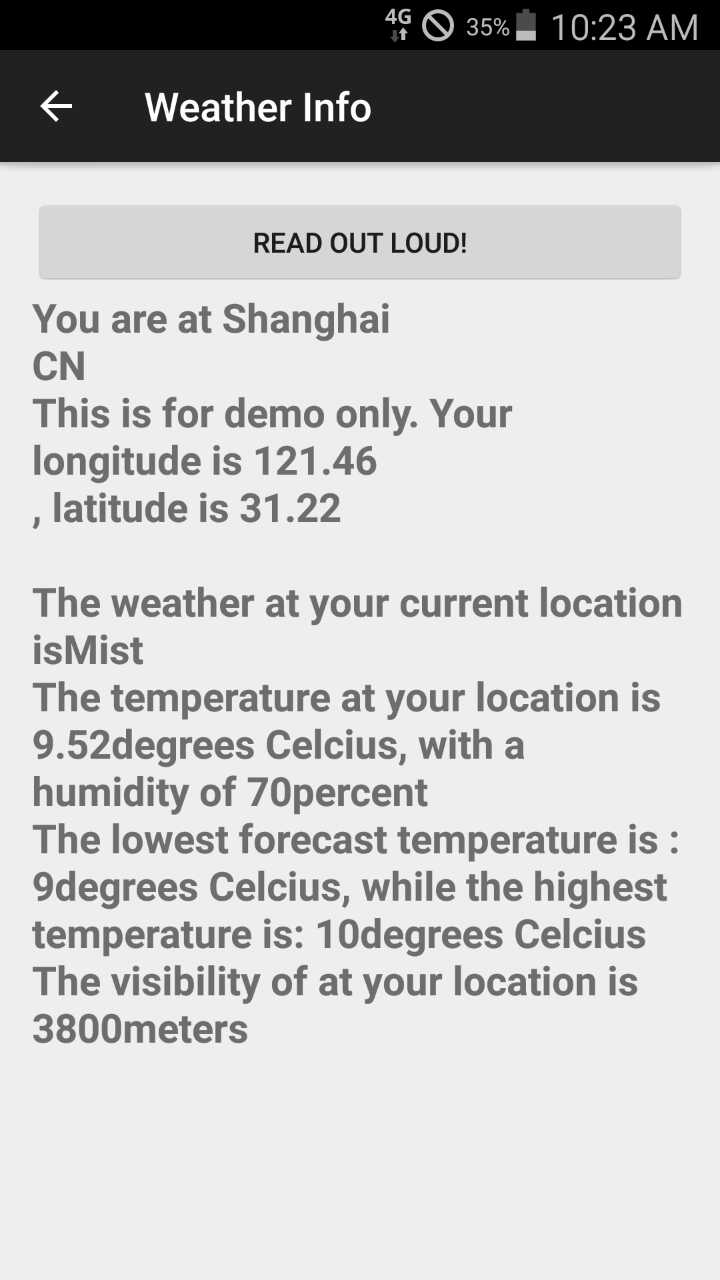 4G 35% 10:23 AM
Weather Info
READ OUT LOUD!
You are at Shanghai
CN
This is for demo only. Your
longitude is 121.46
, latitude is 31.22
The weather at your current location
isMist
The temperature at your location is
9.52degrees Celcius, with a
humidity of 70percent
The lowest forecast temperature is :
9degrees Celcius, while the highest
temperature is: 10degrees Celcius
The visibility of at your location is
3800meters